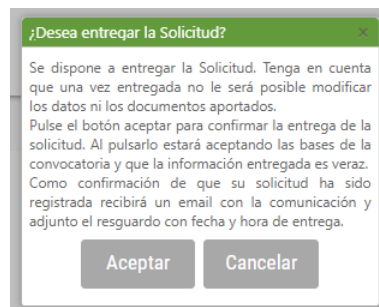 ¿Desea entregar la Solicitud?
×
Se dispone a entregar la Solicitud. Tenga en cuenta
que una vez entregada no le será posible modificar
los datos ni los documentos aportados.
Pulse el botón aceptar para confirmar la entrega de la
solicitud. Al pulsarlo estará aceptando las bases de la
convocatoria y que la información entregada es veraz.
Como confirmación de que su solicitud ha sido
registrada recibirá un email con la comunicación y
adjunto el resguardo con fecha y hora de entrega.
Aceptar Cancelar